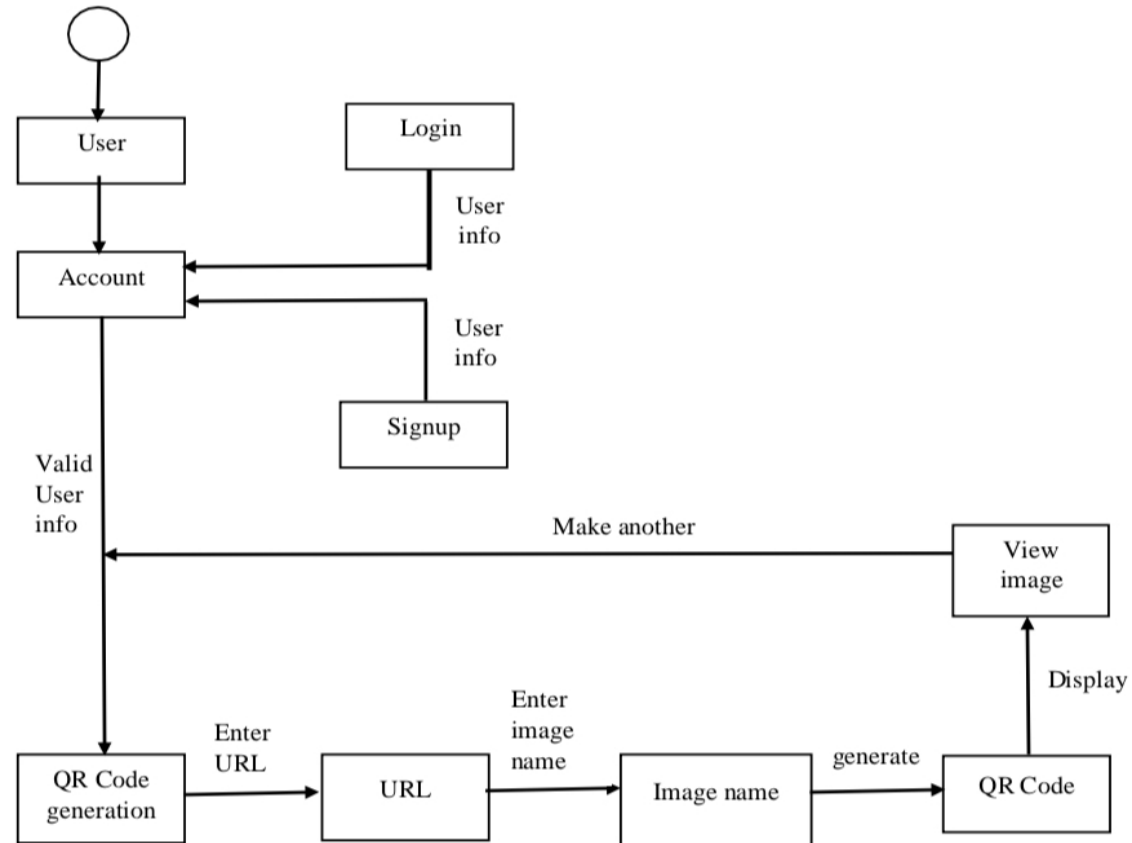 User
Login
User
info
Account
User
info
Signup
Valid
User
info
Make another
View
image
Display
Enter
URL
Enter
image
name
generate
QR Code
generation
URL
Image name
QR Code